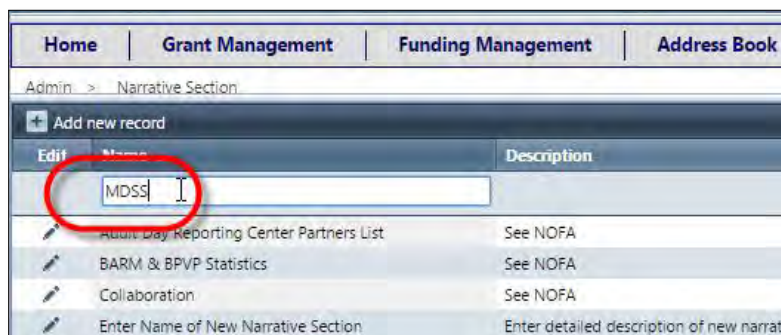 Home Grant Management Funding Management Address Book
Admin > Narrative Section
Add new record
Edit Name Description
MDSS
Adult Day Reporting Center Partners List See NOFA
BARM & BPVP Statistics See NOFA
Collaboration See NOFA
Enter Name of New Narrative Section Enter detailed description of new narrat